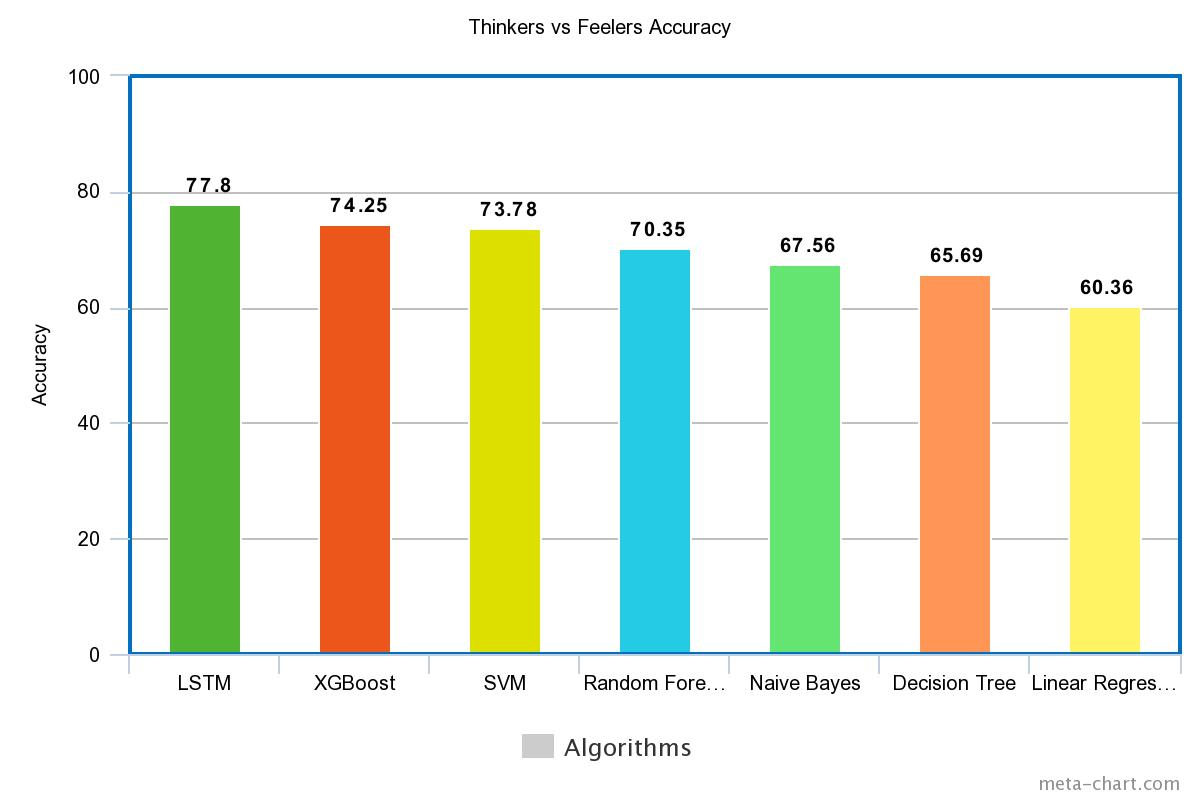 Thinkers vs Feelers Accuracy
100
80
60
40
20
0
Accuracy
77.8
74.25
73.78
70.35
67.56
65.69
60.36
LSTM
XGBoost
SVM
Random Fore...
Naive Bayes
Decision Tree
Linear Regres...
Algorithms
meta-chart.com